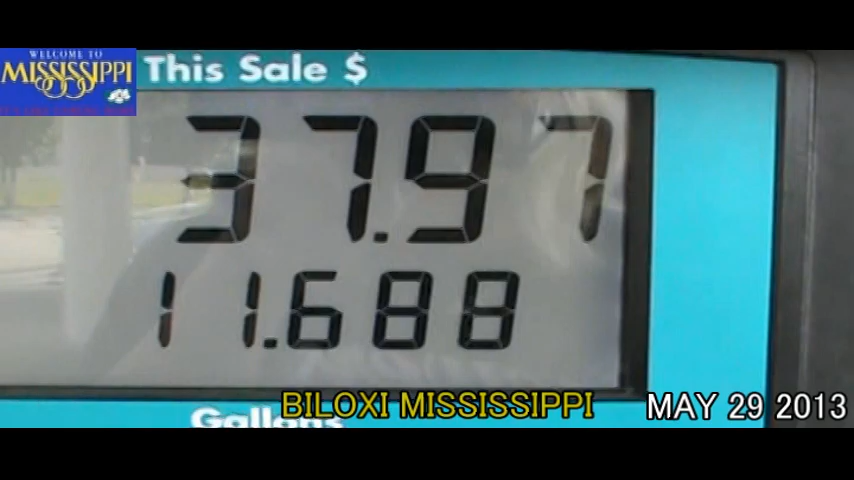 WELCOME TO
MISSISSIPPI
This Sale $
37.97
11.688
Gallons
BILOXI MISSISSIPPI
MAY 29 2013